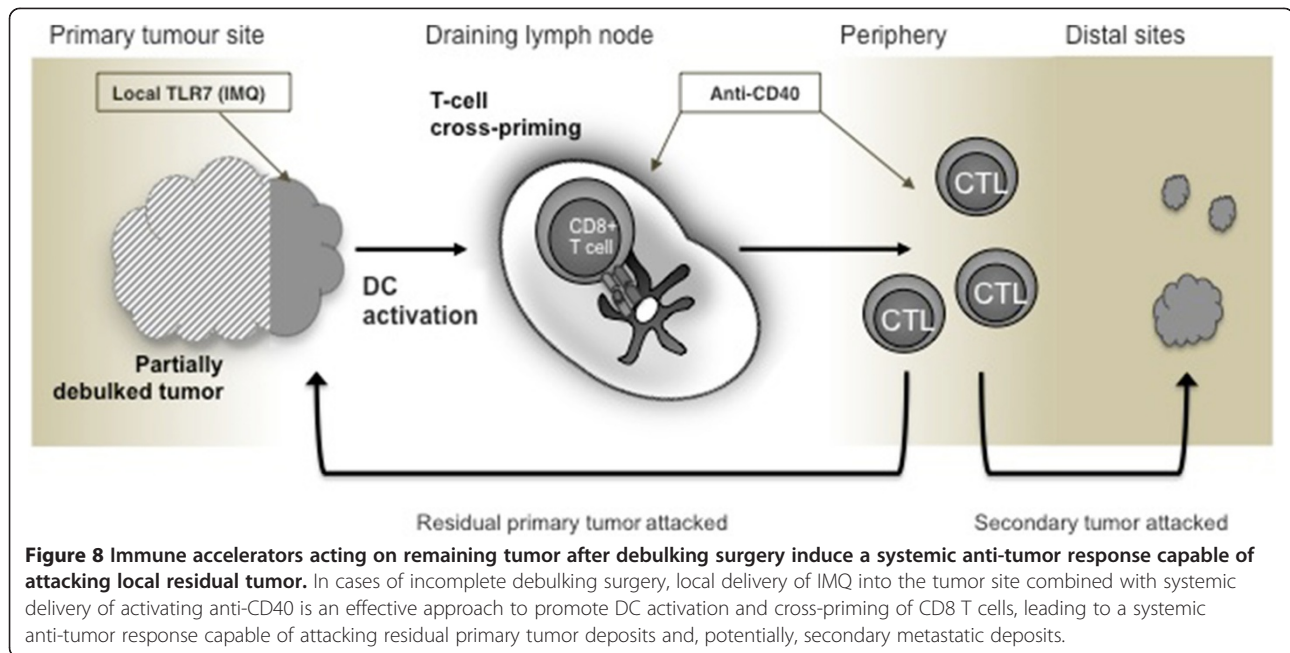 Primary tumour site
Draining lymph node
Periphery
Distal sites
Local TLR7 (IMQ)
T-cell
cross-priming
Anti-CD40
CD8+
T cell
CTL
CTL
CTL
DC
activation
Partially
debulked tumor
Residual primary tumor attacked
Secondary tumor attacked
Figure 8 Immune accelerators acting on remaining tumor after debulking surgery induce a systemic anti-tumor response capable of
attacking local residual tumor. In cases of incomplete debulking surgery, local delivery of IMQ into the tumor site combined with systemic
delivery of activating anti-CD40 is an effective approach to promote DC activation and cross-priming of CD8 T cells, leading to a systemic
anti-tumor response capable of attacking residual primary tumor deposits and, potentially, secondary metastatic deposits.